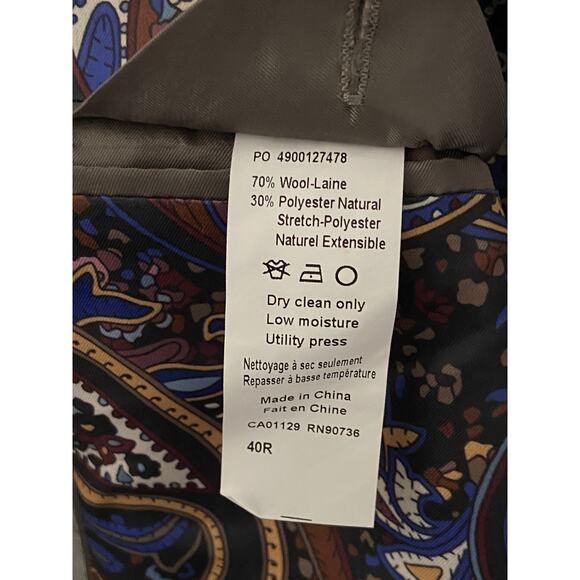 PO 4900127478
70% Wool-Laine
30% Polyester Natural
Stretch-Polyester
Naturel Extensible
Dry clean only
Low moisture
Utility press
Nettoyage à sec seulement
Repasser à basse température
Made in China
Fait en Chine
CA01129 RN90736
40R